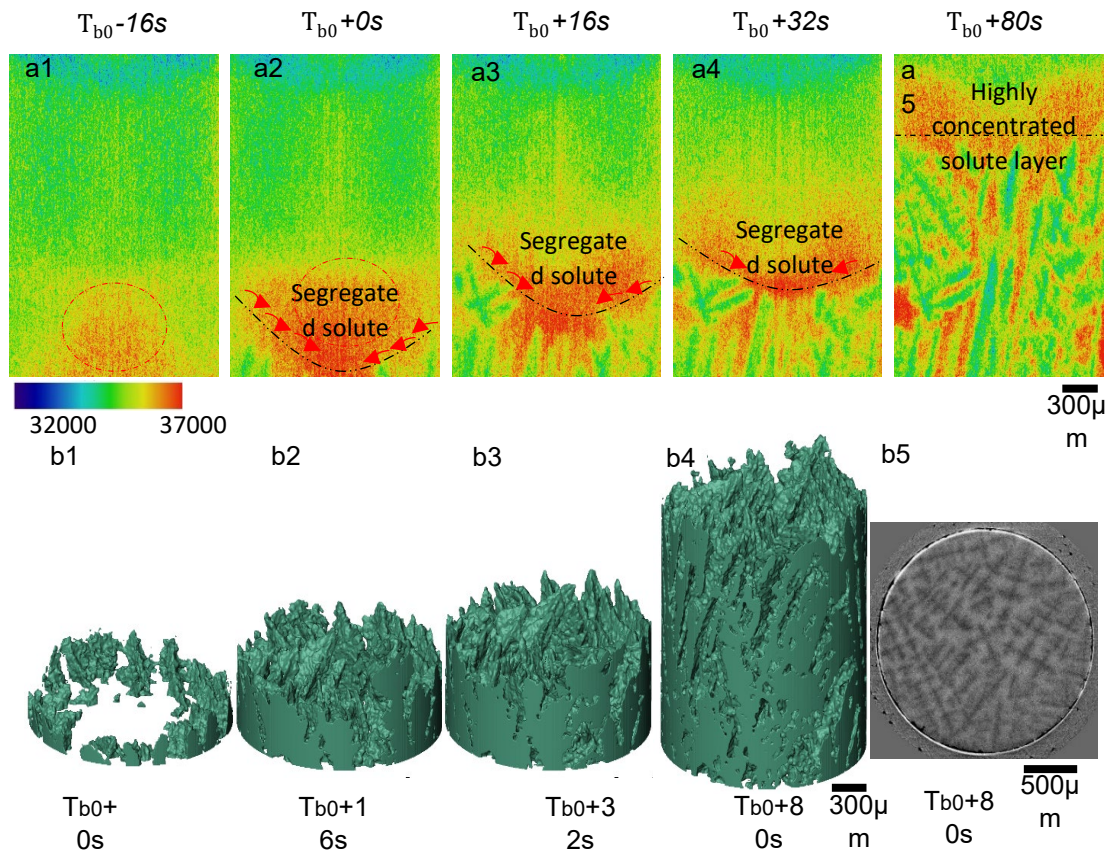 Tb0-16s Tb0+0s Tb0+16s Tb0+32s Tb0+80s
a1 a2 a3 a4 a
5
Highly
concentrated
solute layer
Segregate
d solute
Segregate
d solute
Segregate
d solute
32000 37000
300µ
m
b1 b2 b3 b4 b5
Tb0+
0s
Tb0+1
6s
Tb0+3
2s
Tb0+8
0s
300µ
m
Tb0+8
0s
500µ
m